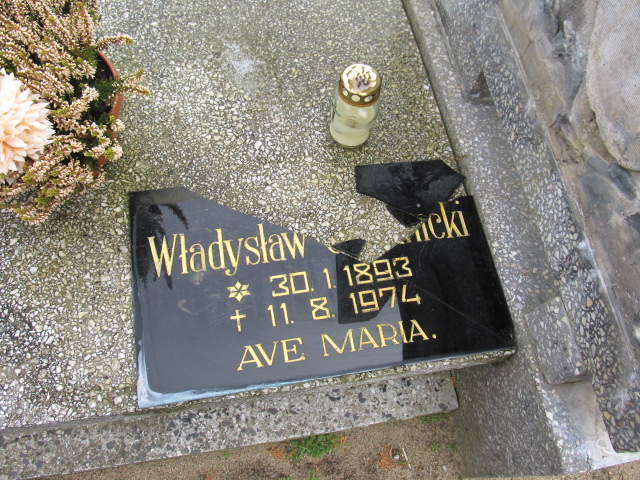 Władysław
30. 1. 1893
✝ 11. 8. 1974
AVE MARIA.